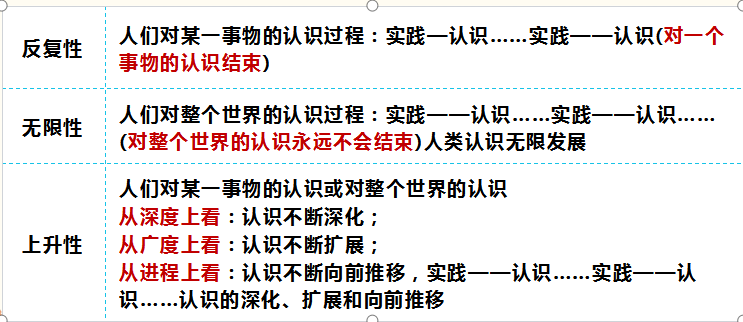 反复性
人们对某一事物的认识过程：实践—认识……实践——认识(对一个
事物的认识结束)
无限性
人们对整个世界的认识过程：实践——认识……实践——认识……
(对整个世界的认识永远不会结束)人类认识无限发展
上升性
人们对某一事物的认识或对整个世界的认识
从深度上看：认识不断深化；
从广度上看：认识不断扩展；
从进程上看：认识不断向前推移，实践——认识……实践——认
识……认识的深化、扩展和向前推移